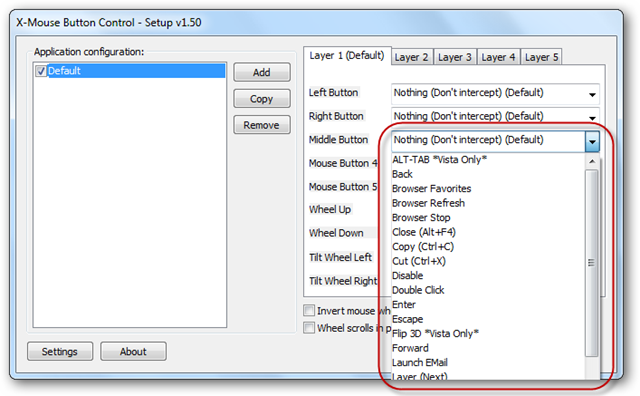 X-Mouse Button Control - Setup v1.50
Application configuration:
Default
Add
Copy
Remove
Layer 1 (Default)
Layer 2
Layer 3
Layer 4
Layer 5
Left Button
Nothing (Don't intercept) (Default)
Right Button
Nothing (Don't intercept) (Default)
Middle Button
Nothing (Don't intercept) (Default)
Mouse Button 4
Mouse Button 5
Wheel Up
Wheel Down
Tilt Wheel Left
Tilt Wheel Right
ALT-TAB *Vista Only*
Back
Browser Favorites
Browser Refresh
Browser Stop
Close (Alt+F4)
Copy (Ctrl+C)
Cut (Ctrl+X)
Disable
Double Click
Enter
Escape
Flip 3D *Vista Only*
Forward
Launch EMail
Layer (Next)
Invert mouse
Wheel scrolls in
Settings
About